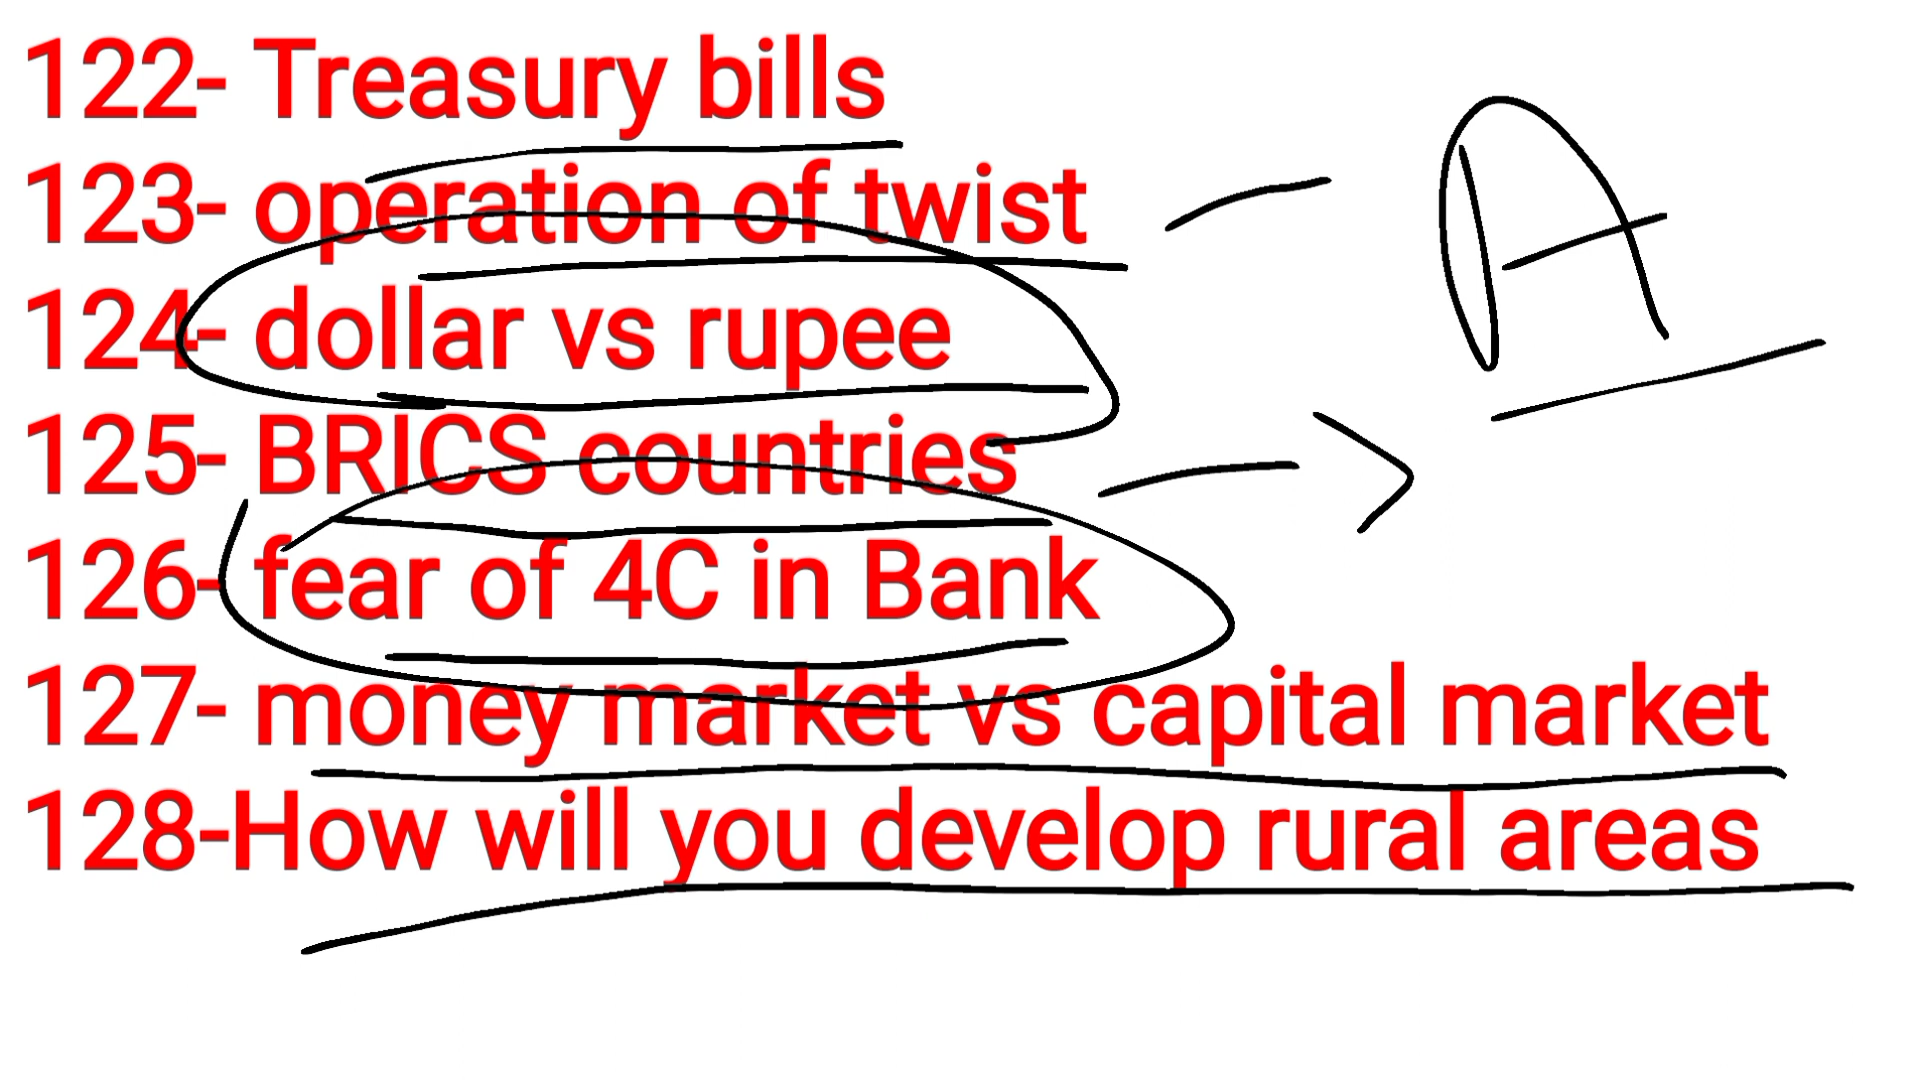 122- Treasury bills
123- operation of twist
A
124- dollar vs rupee
125- BRICS countries
126- fear of 4C in Bank
127- money market vs capital market
128-How will you develop rural areas